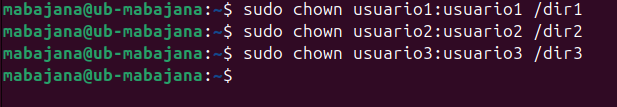 mabajana@ub-mabajana:~$ sudo chown usuario1:usuario1 /dir1
mabajana@ub-mabajana:~$ sudo chown usuario2:usuario2 /dir2
mabajana@ub-mabajana:~$ sudo chown usuario3:usuario3 /dir3
mabajana@ub-mabajana:~$